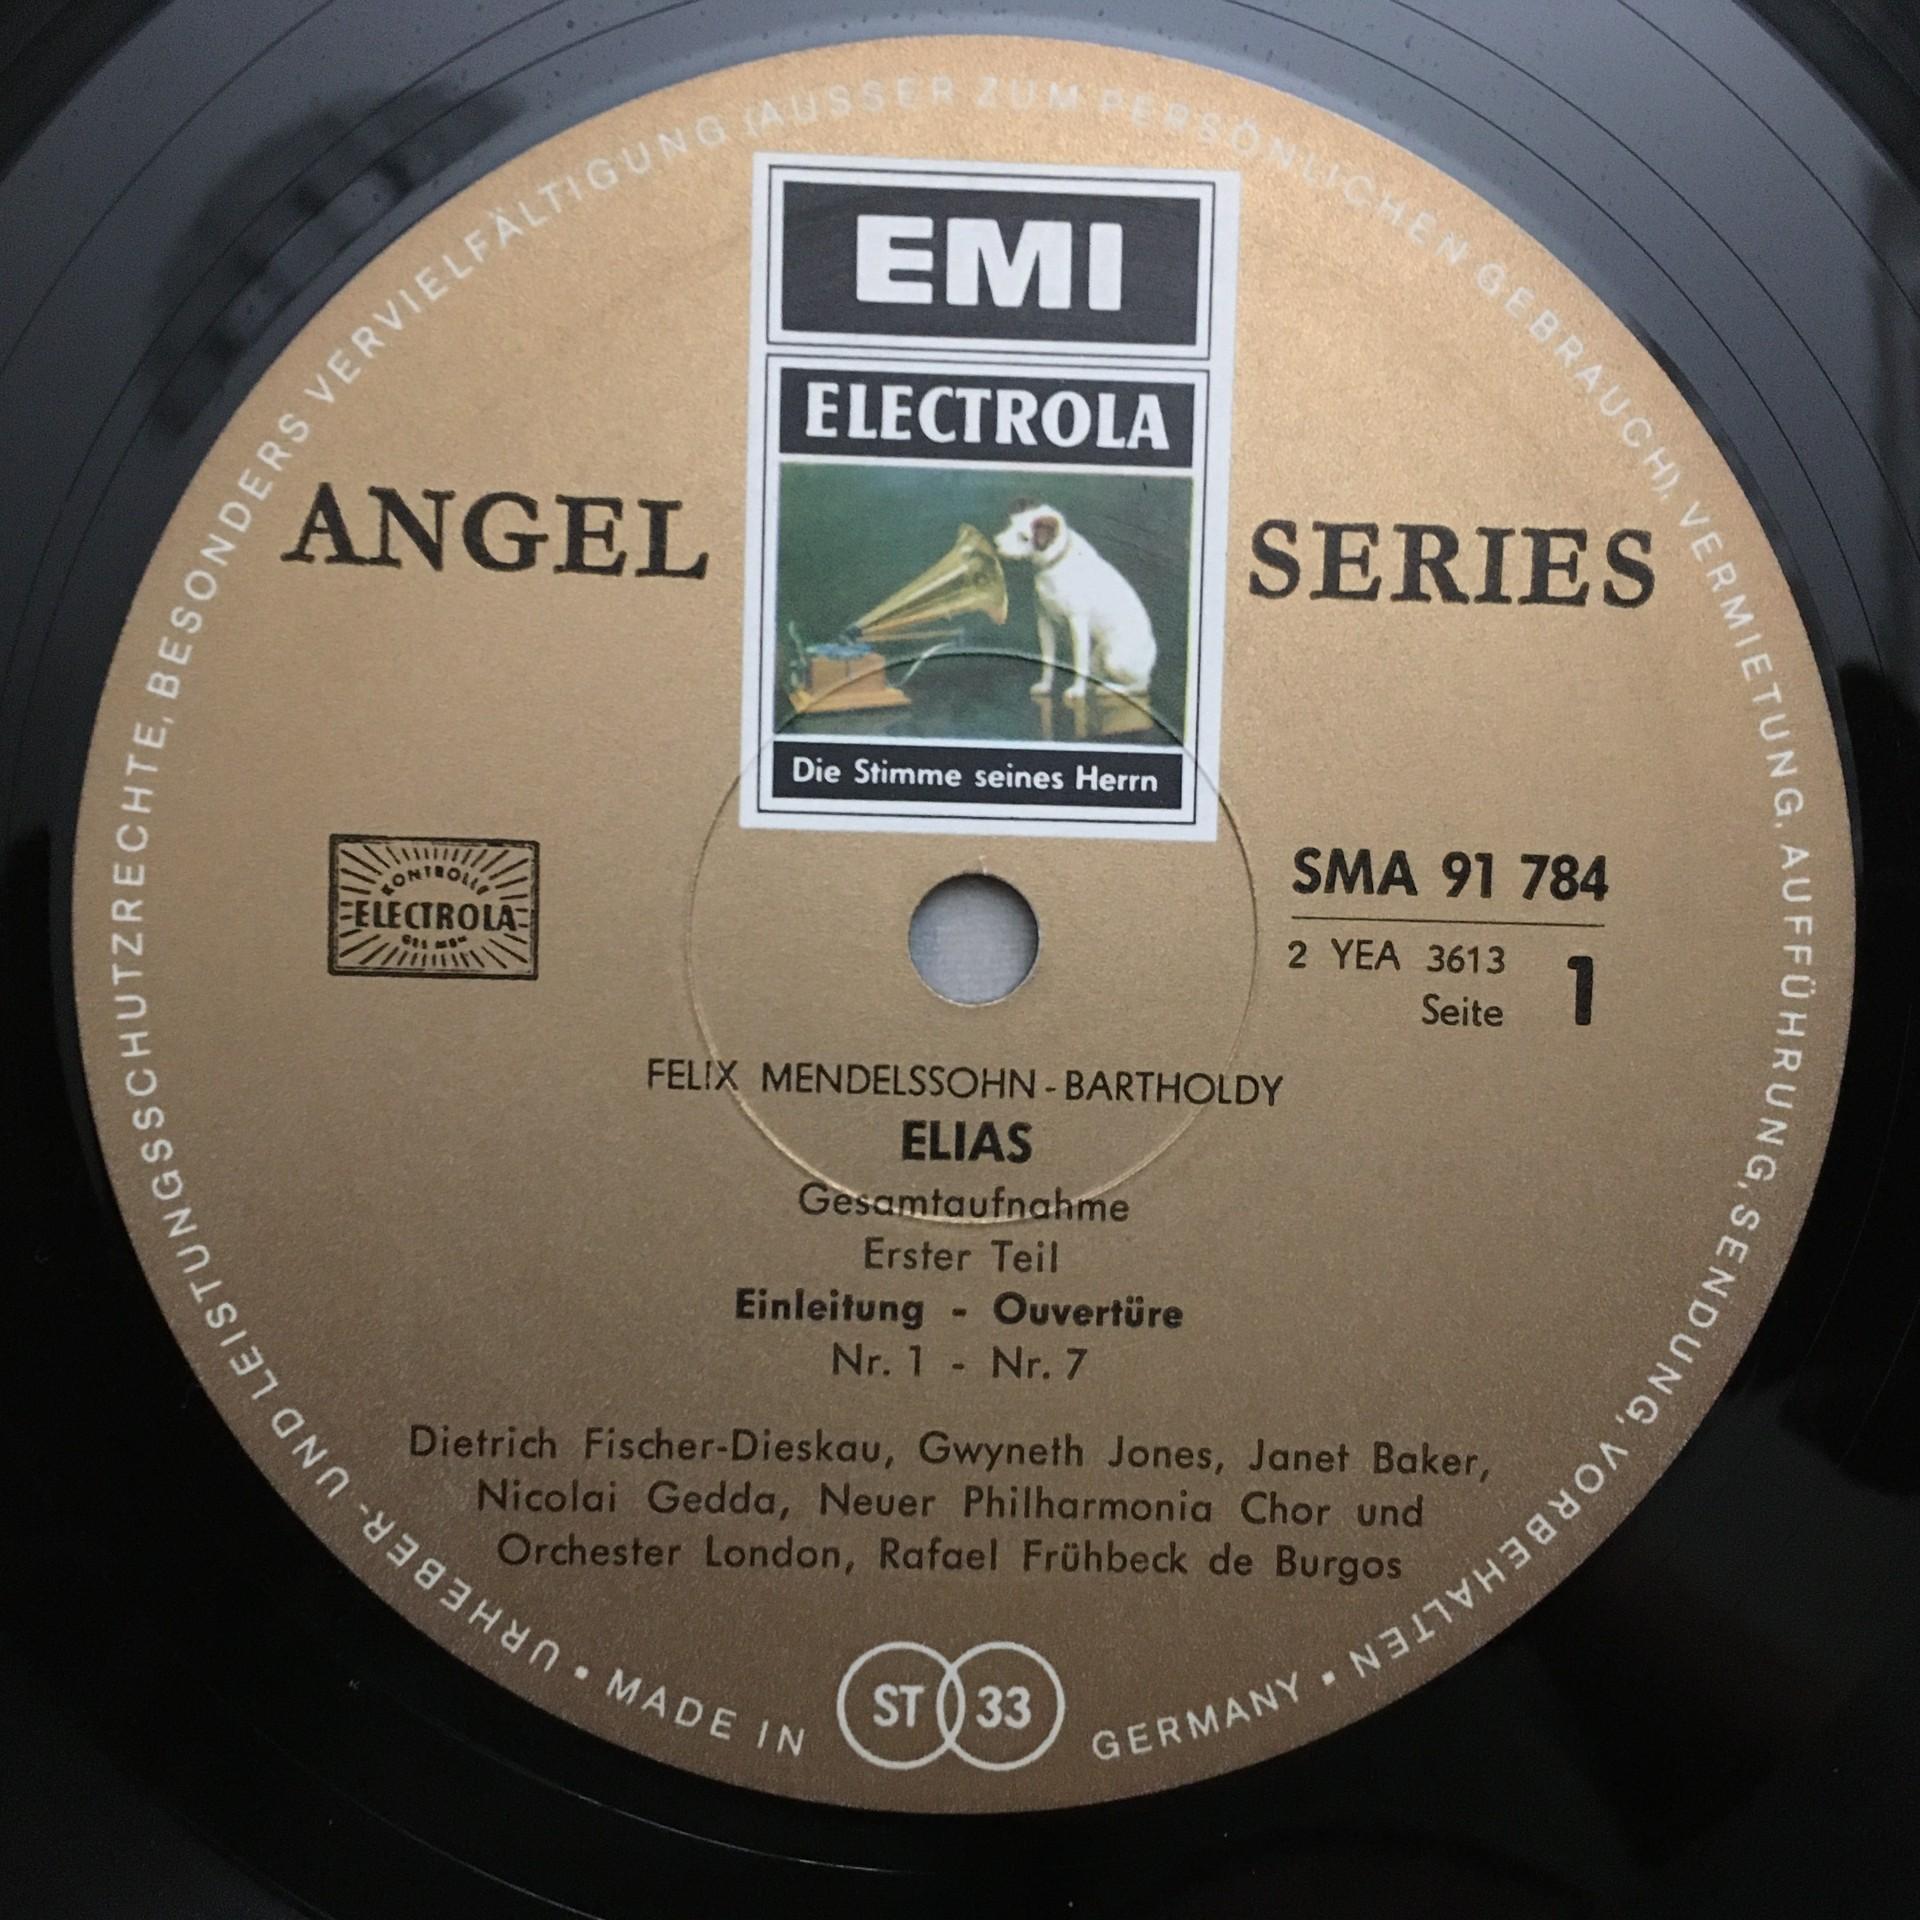 EMI
ELECTROLA
ANGEL SERIES
Die Stimme seines Herrn
KONTROLLE
ELECTROLA
GES MBH
SMA 91 784
2 YEA 3613
Seite 1
FELIX MENDELSSOHN-BARTHOLDY
ELIAS
Gesamtaufnahme
Erster Teil
Einleitung - Ouvertüre
Nr. 1 - Nr. 7
Dietrich Fischer-Dieskau, Gwyneth Jones, Janet Baker,
Nicolai Gedda, Neuer Philharmonia Chor und
Orchester London, Rafael Frühbeck de Burgos
ST 33
URHEBER- UND LEISTUNGSSCHUTZRECHTE, BESONDERS VERVIELFÄLTIGUNG (AUSSER ZUM PERSÖNLICHEN GEBRAUCH), VERMIETUNG, AUFFÜHRUNG, SENDUNG, VORBEHALTEN • MADE IN GERMANY •